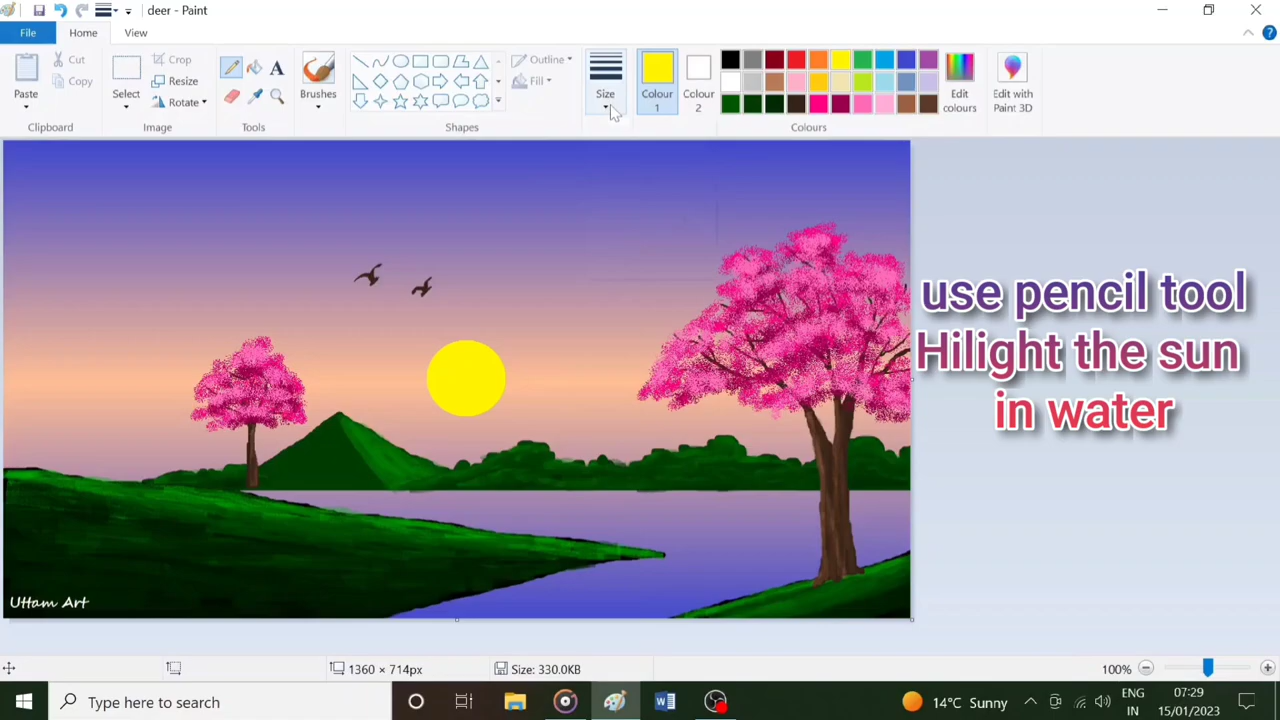 deer - Paint
File
Home
View
Paste
Cut
Copy
Clipboard
Select
Crop
Resize
Rotate
Image
Tools
Brushes
Outline
Fill
Shapes
Size
Colour 1
Colour 2
Edit colours
Edit with Paint 3D
Colours
use pencil tool
Hilight the sun
in water
Uttam Art
1360 × 714px
Size: 330.0KB
100%
Type here to search
14°C Sunny
ENG
IN
07:29
15/01/2023